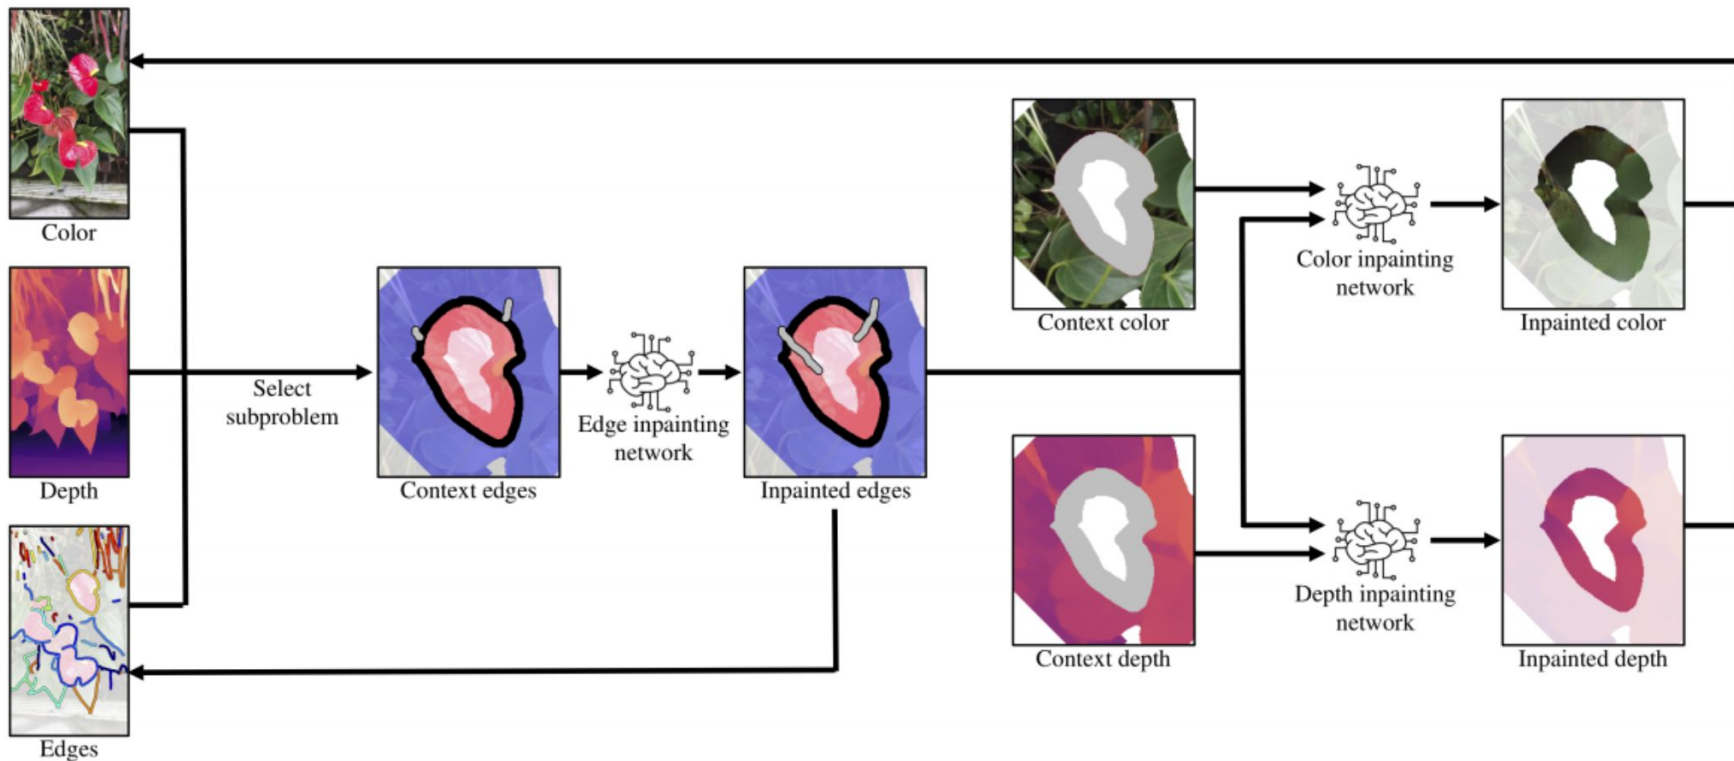 Color
Depth
Edges
Select
subproblem
Context edges
Edge inpainting
network
Inpainted edges
Context color
Color inpainting
network
Inpainted color
Context depth
Depth inpainting
network
Inpainted depth